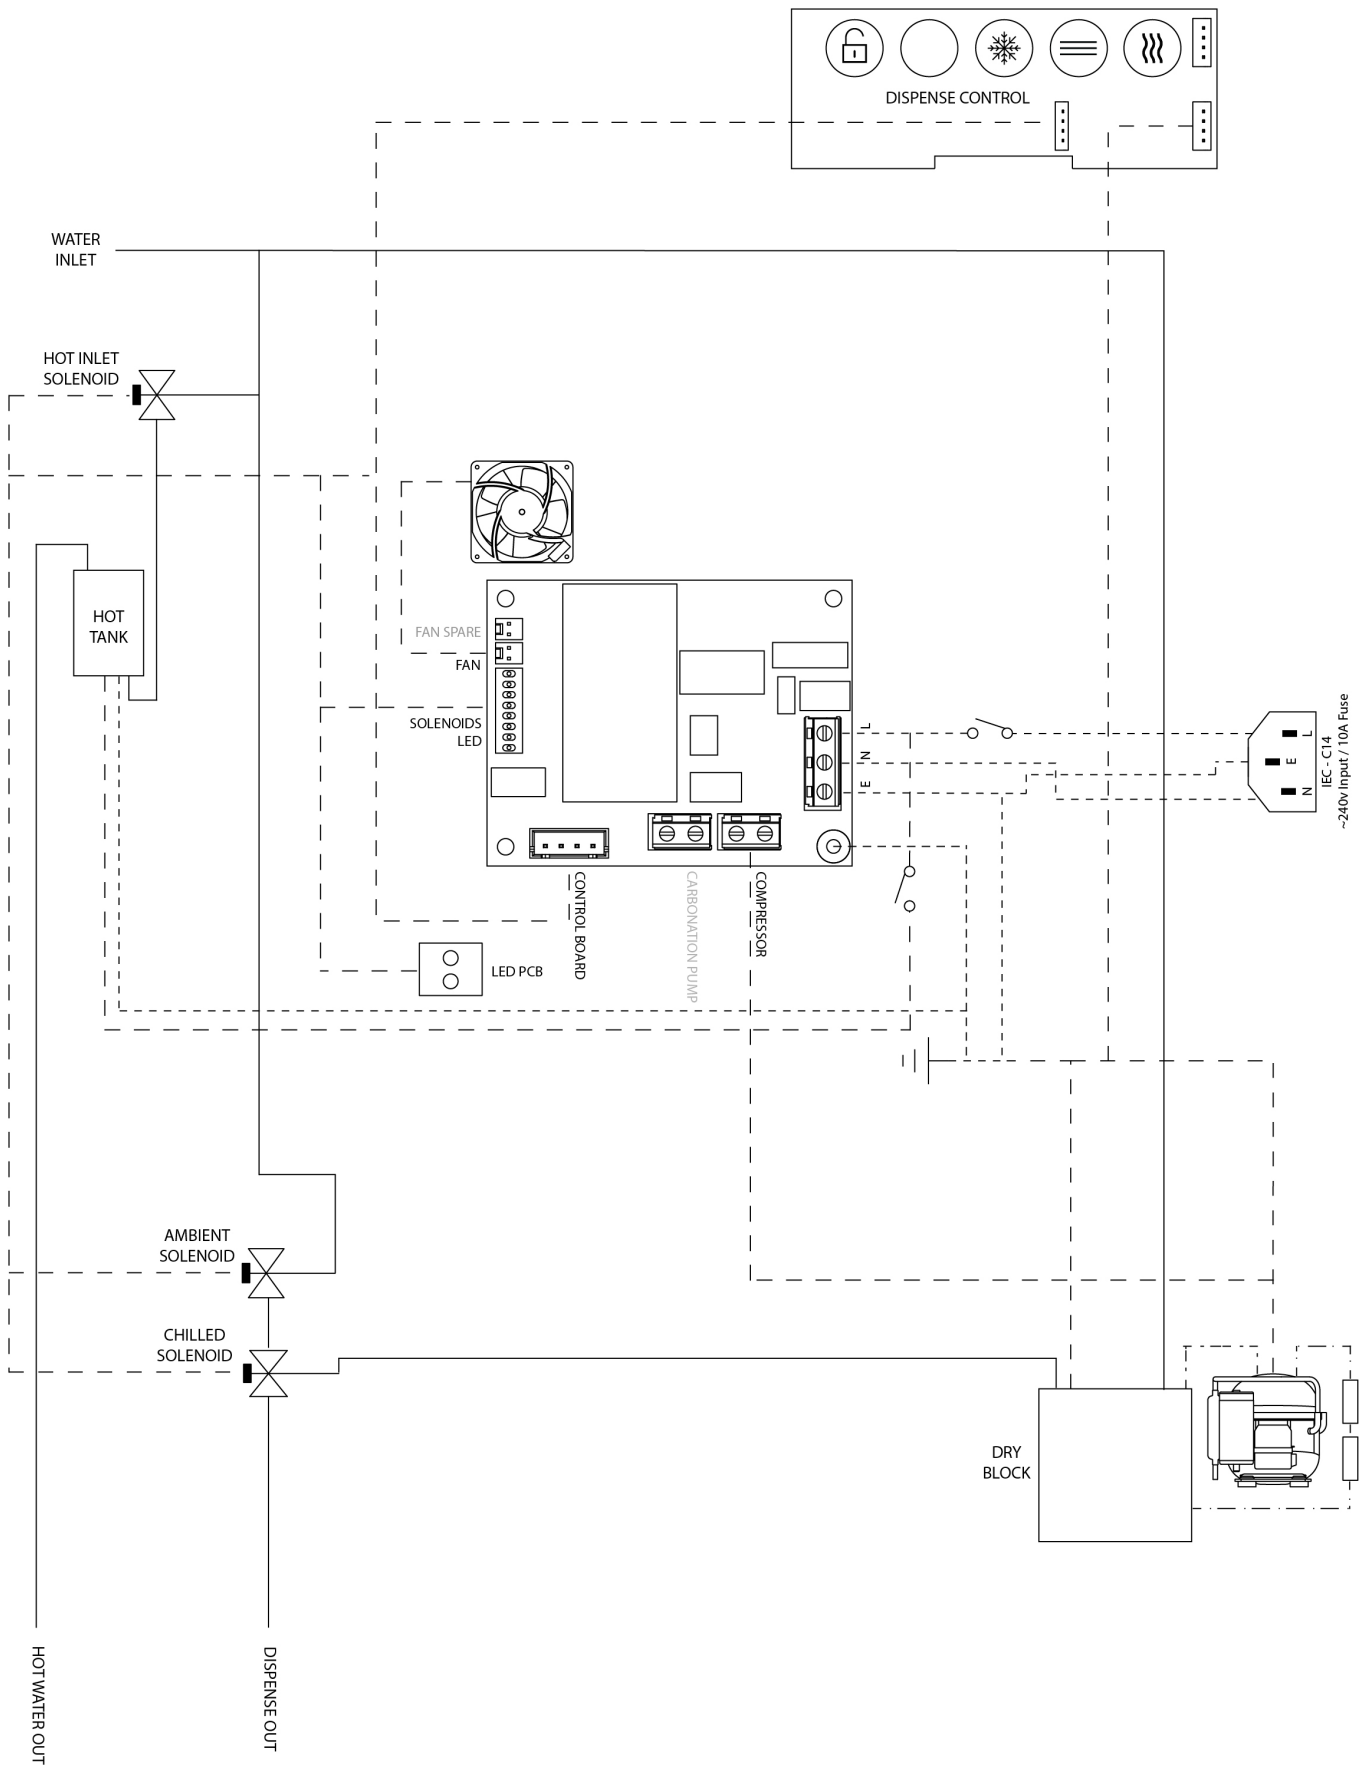 DISPENSE CONTROL
WATER
INLET
HOT INLET
SOLENOID
HOT
TANK
FAN SPARE
FAN
SOLENOIDS
LED
L
N
E
L
E
N
IEC - C14
~240v Input / 10A Fuse
CONTROL BOARD
CARBONATION PUMP
COMPRESSOR
LED PCB
AMBIENT
SOLENOID
CHILLED
SOLENOID
DRY
BLOCK
HOT WATER OUT
DISPENSE OUT